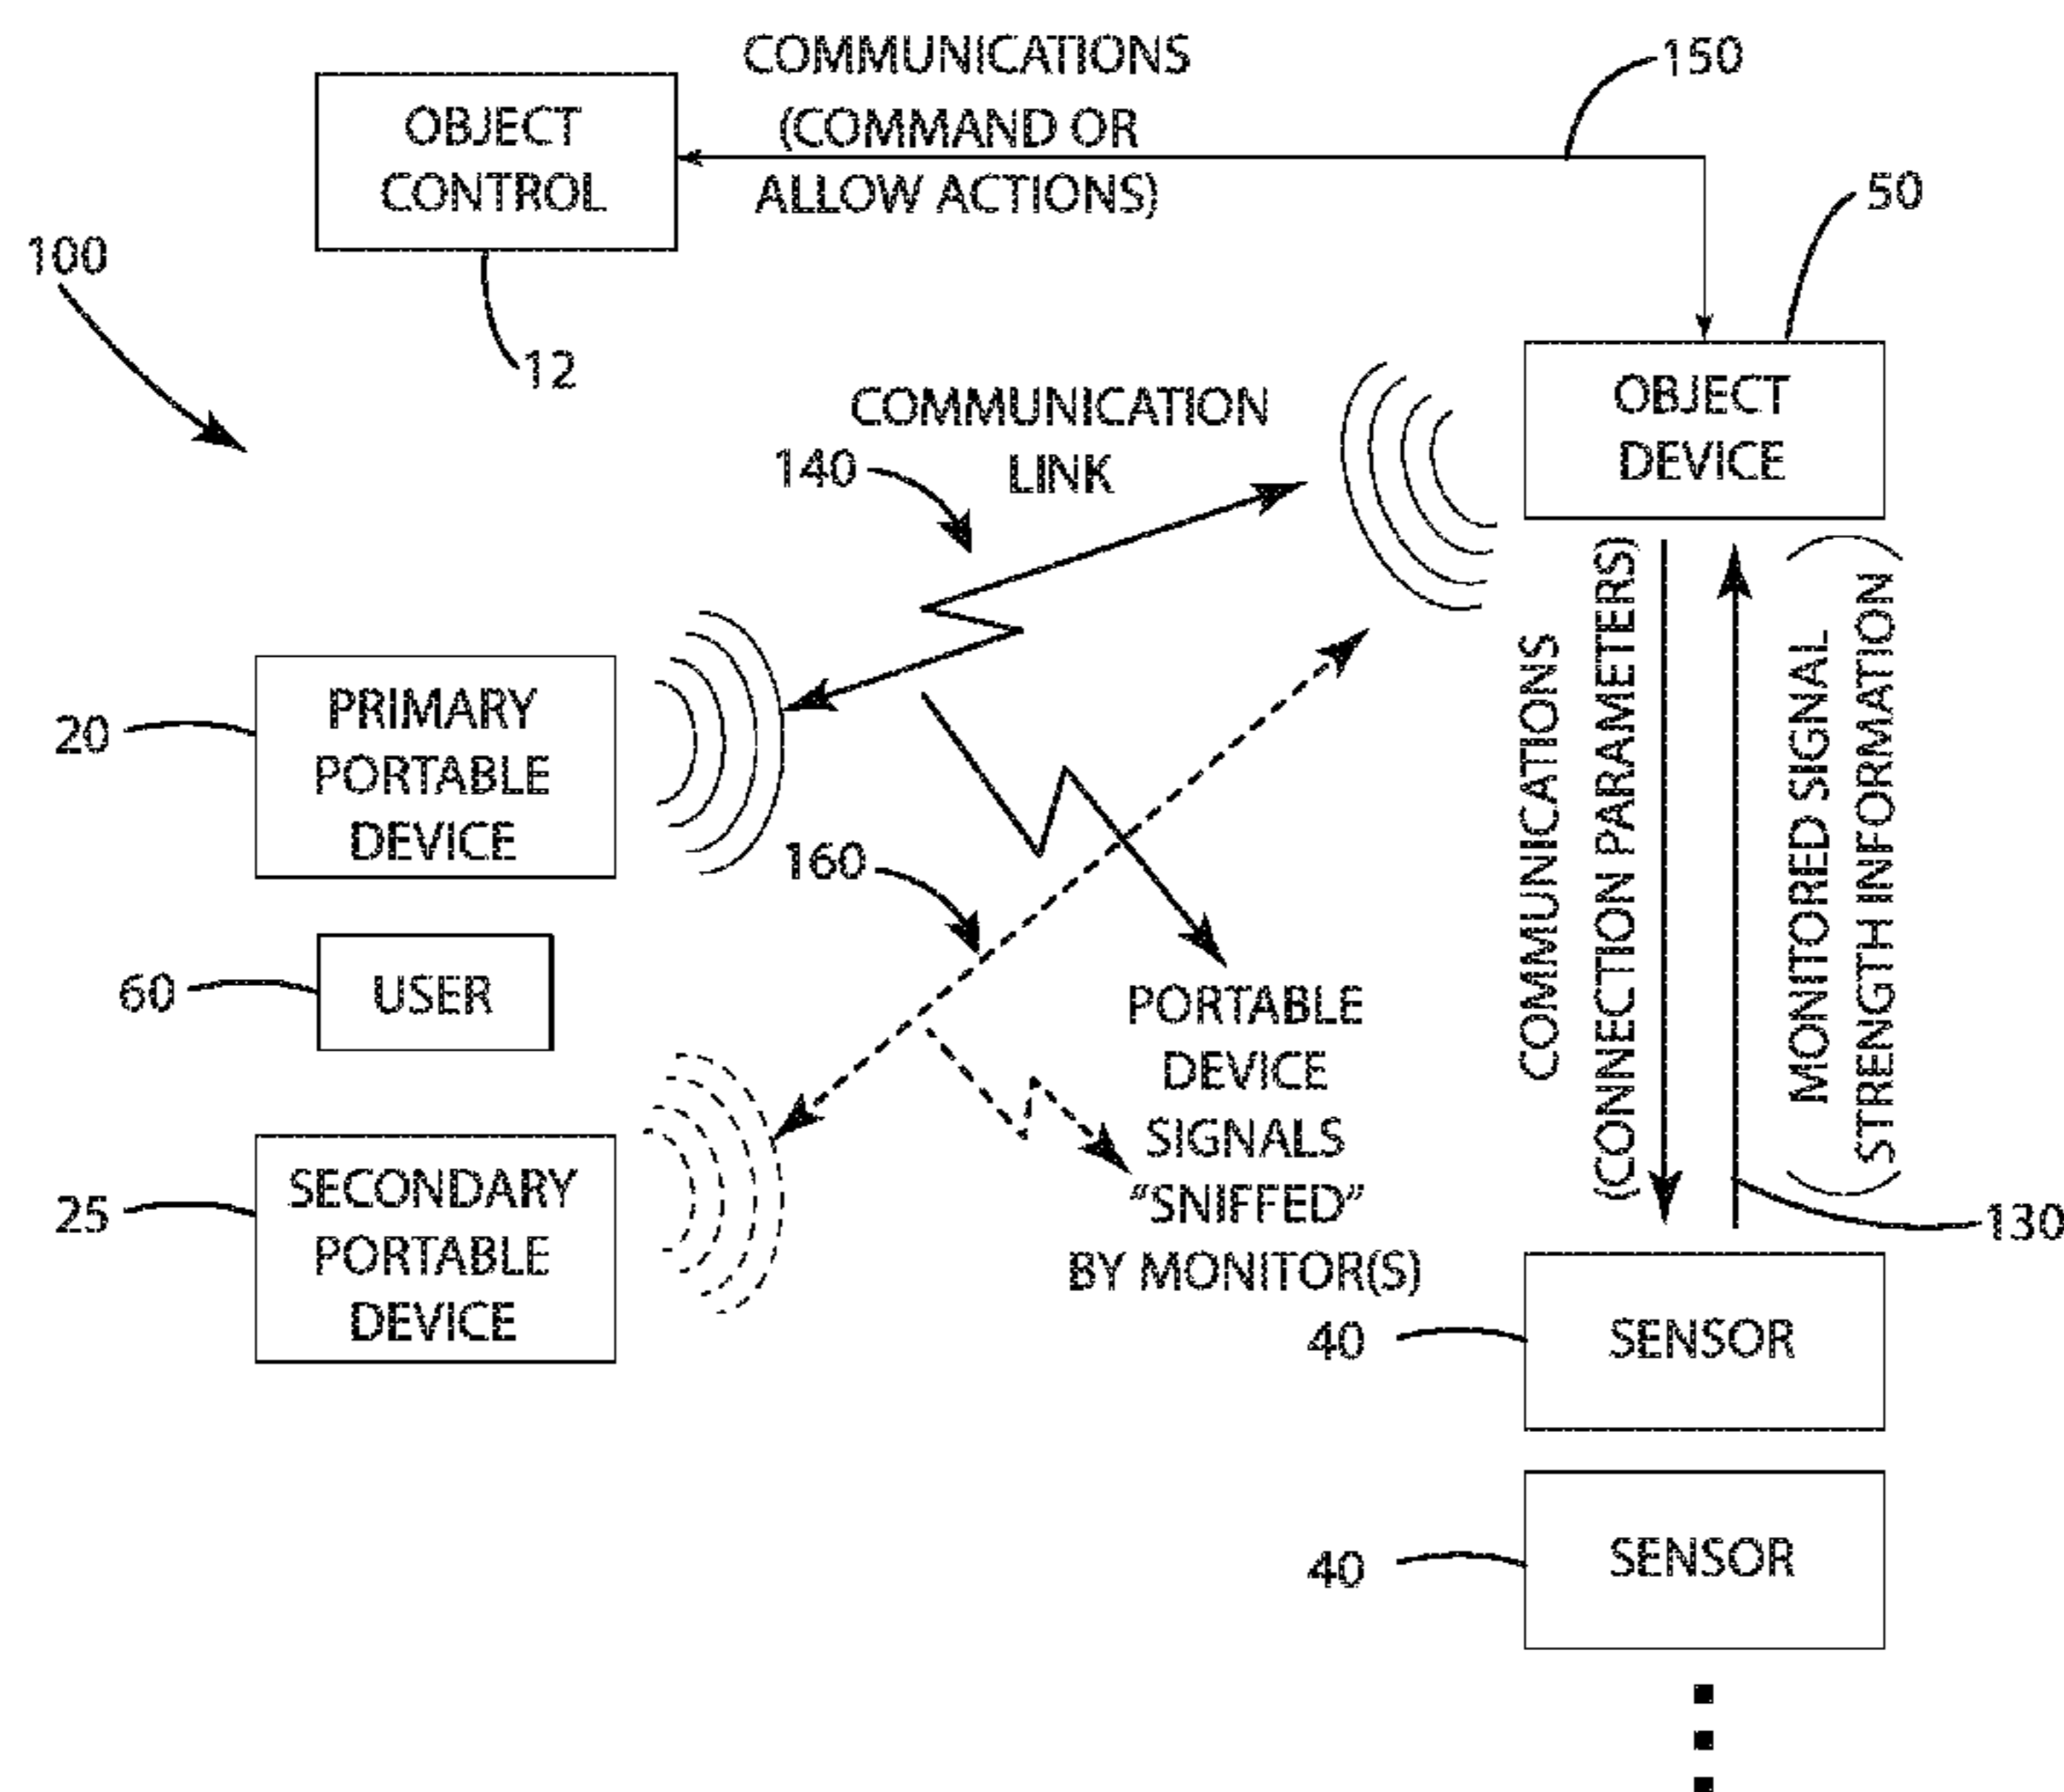 COMMUNICATIONS
(COMMAND OR
ALLOW ACTIONS)
150
OBJECT
CONTROL
12
100
50
OBJECT
DEVICE
COMMUNICATION
LINK
140
20
PRIMARY
PORTABLE
DEVICE
160
60
USER
25
SECONDARY
PORTABLE
DEVICE
PORTABLE
DEVICE
SIGNALS
“SNIFFED”
BY MONITOR(S)
COMMUNICATIONS
(CONNECTION PARAMETERS)
MONITORED SIGNAL
STRENGTH INFORMATION
130
40
SENSOR
40
SENSOR